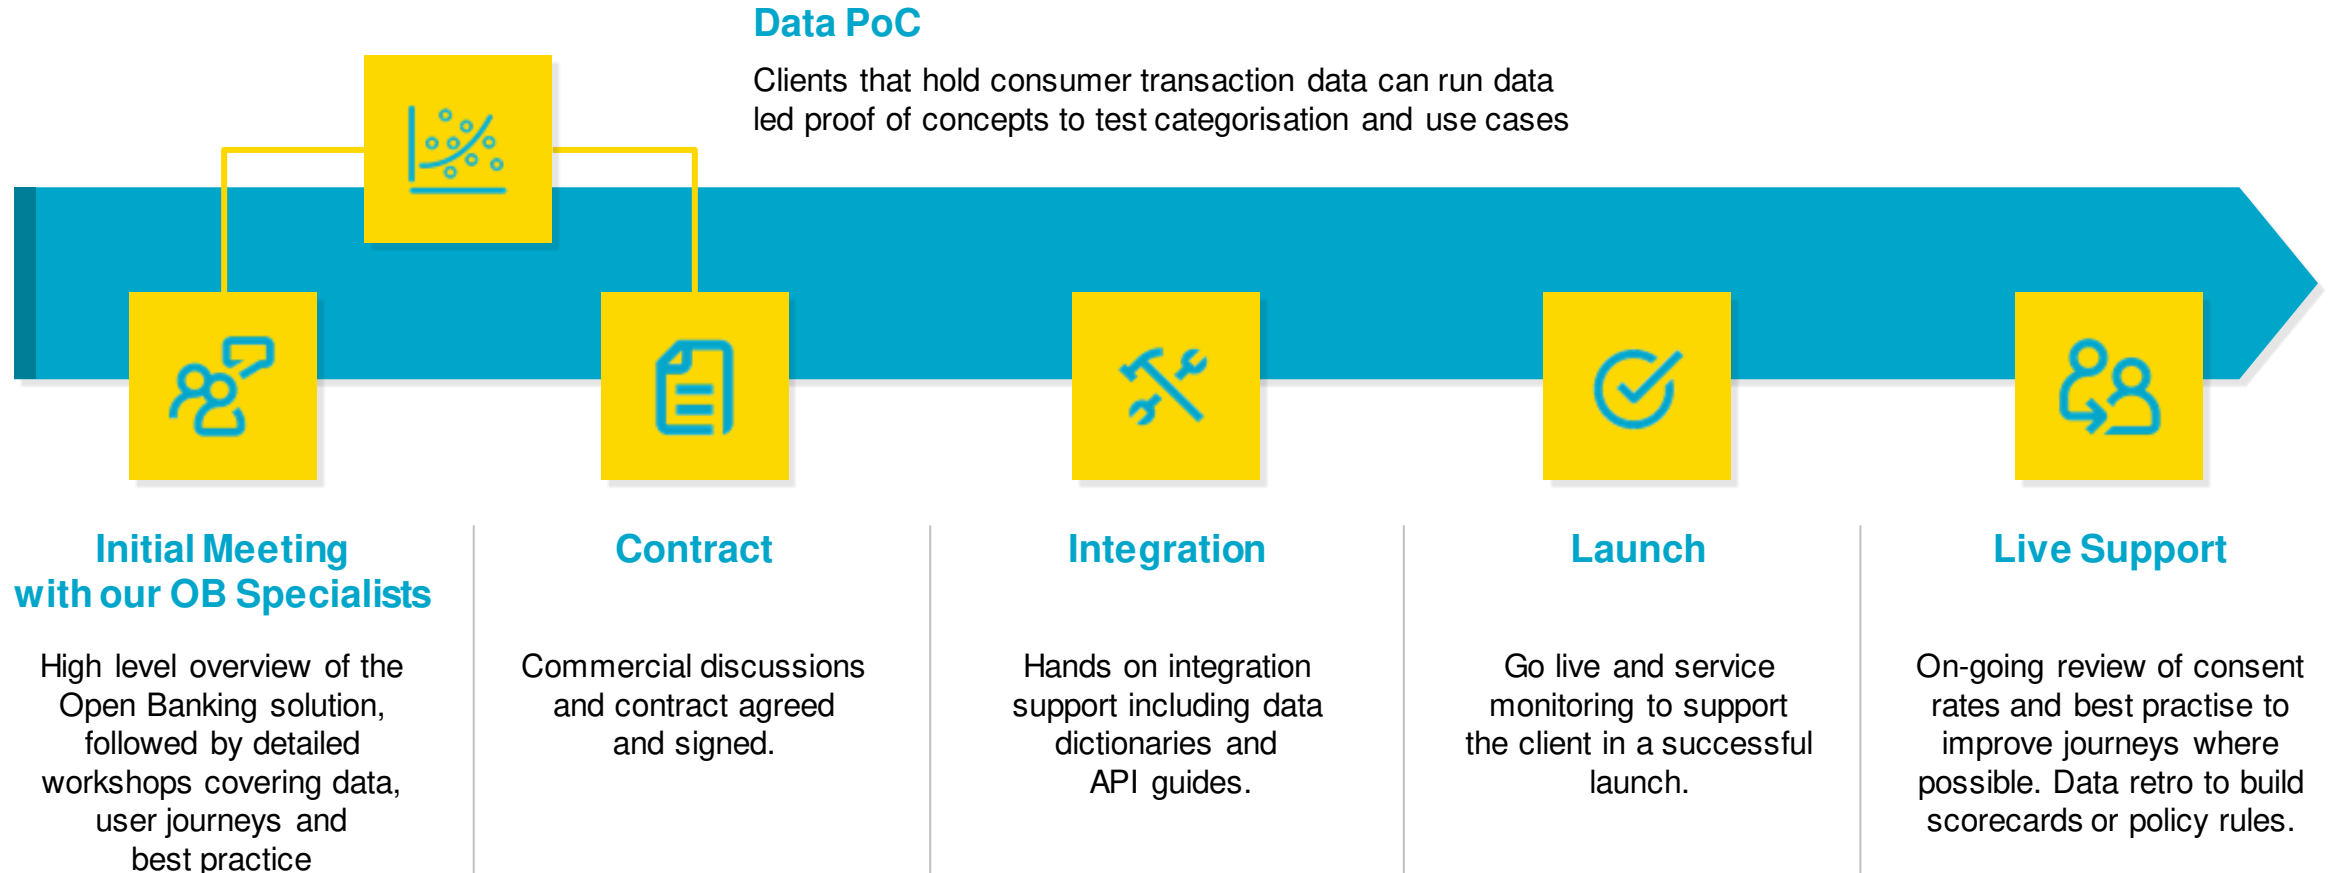 Data PoC
Clients that hold consumer transaction data can run data
led proof of concepts to test categorisation and use cases
Initial Meeting
with our OB Specialists
High level overview of the
Open Banking solution,
followed by detailed
workshops covering data,
user journeys and
best practice
Contract
Commercial discussions
and contract agreed
and signed.
Integration
Hands on integration
support including data
dictionaries and
API guides.
Launch
Go live and service
monitoring to support
the client in a successful
launch.
Live Support
On-going review of consent
rates and best practise to
improve journeys where
possible. Data retro to build
scorecards or policy rules.